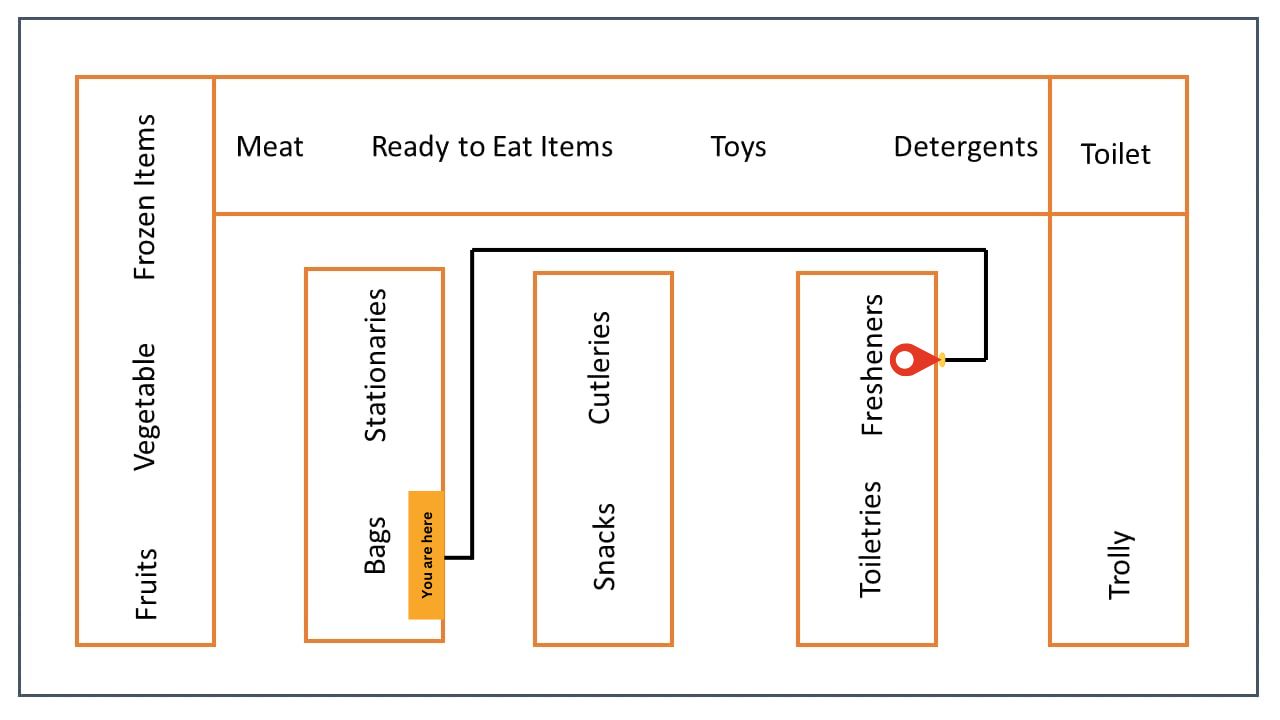 Meat
Ready to Eat Items
Toys
Detergents
Toilet
Frozen Items
Vegetable
Fruits
Stationaries
Bags
You are here
Cutleries
Snacks
Fresheners
Toiletries
Trolly